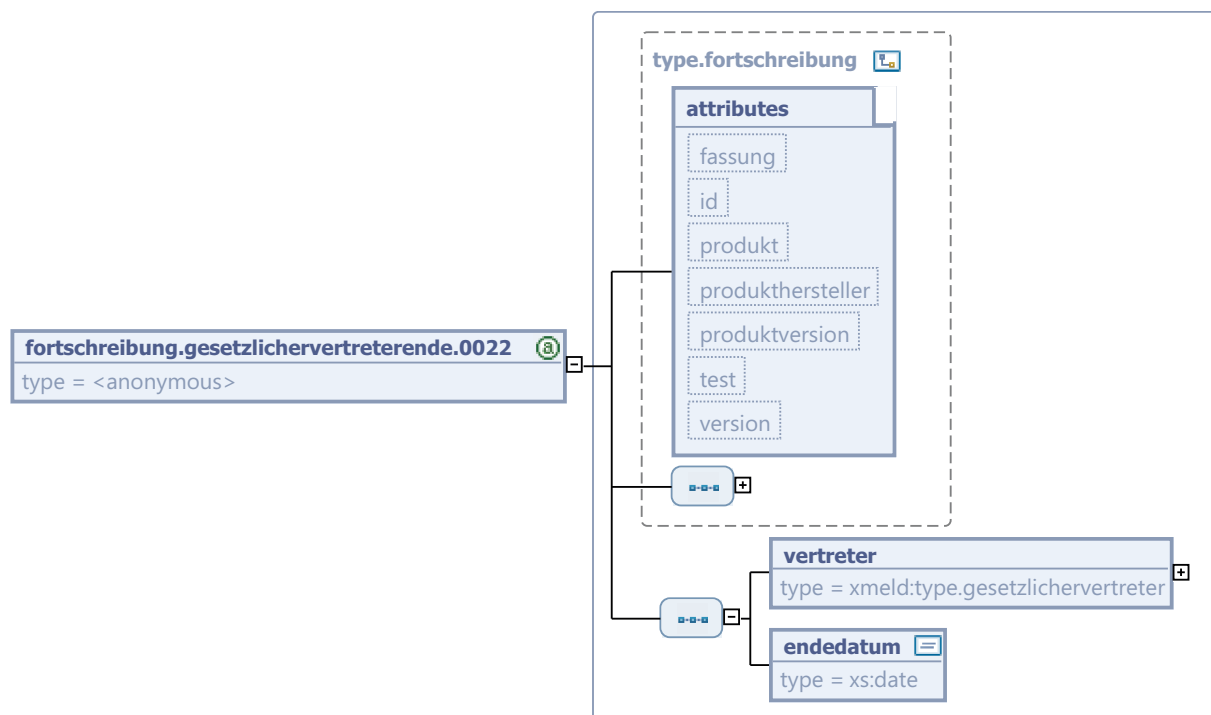 type.fortschreibung
attributes
fassung
id
produkt
produkthersteller
produktversion
test
version
fortschreibung.gesetzlichervertreterende.0022
type = <anonymous>
vertreter
type = xmeld:type.gesetzlichervertreter
endedatum
type = xs:date